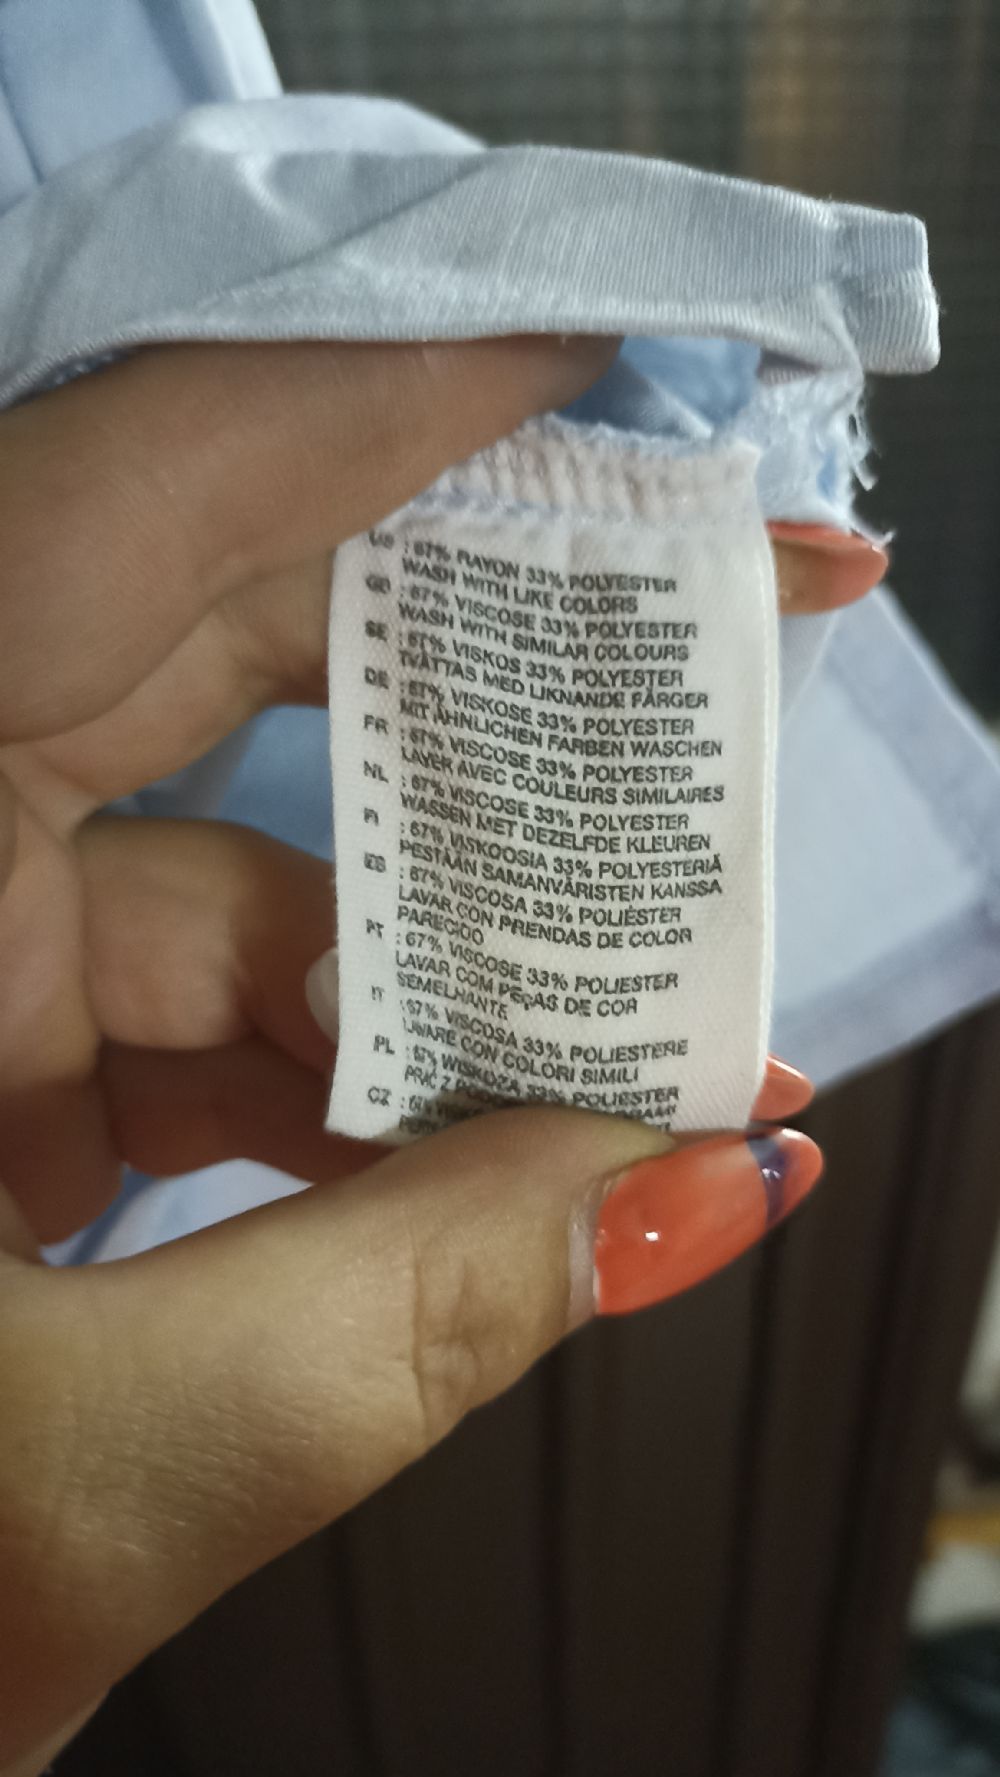 US : 67% RAYON 33% POLYESTER
WASH WITH LIKE COLORS
GB : 67% VISCOSE 33% POLYESTER
WASH WITH SIMILAR COLOURS
SE : 67% VISKOS 33% POLYESTER
TVÄTTAS MED LIKNANDE FÄRGER
DE : 67% VISKOSE 33% POLYESTER
MIT ÄHNLICHEN FARBEN WASCHEN
FR : 67% VISCOSE 33% POLYESTER
LAVER AVEC COULEURS SIMILAIRES
NL : 67% VISCOSE 33% POLYESTER
WASSEN MET DEZELFDE KLEUREN
FI : 67% VISKOOSIA 33% POLYESTERIÄ
PESTÄÄN SAMANVÄRISTEN KANSSA
ES : 67% VISCOSA 33% POLIÉSTER
LAVAR CON PRENDAS DE COLOR
PARECIDO
PT : 67% VISCOSE 33% POLIESTER
LAVAR COM PEÇAS DE COR
SEMELHANTE
IT : 67% VISCOSA 33% POLIESTERE
LAVARE CON COLORI SIMILI
PL : 67% WISKOZA 33% POLIESTER
PRAĆ Z
CZ :